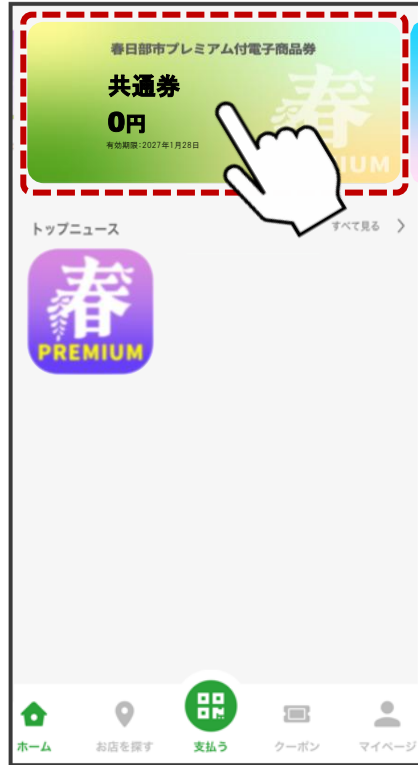 春日部市プレミアム付電子商品券
共通券
0円
有効期限:2027年1月28日
春
IUM
トップニュース
すべて見る
春
PREMIUM
ホーム
お店を探す
支払う
クーポン
マイページ